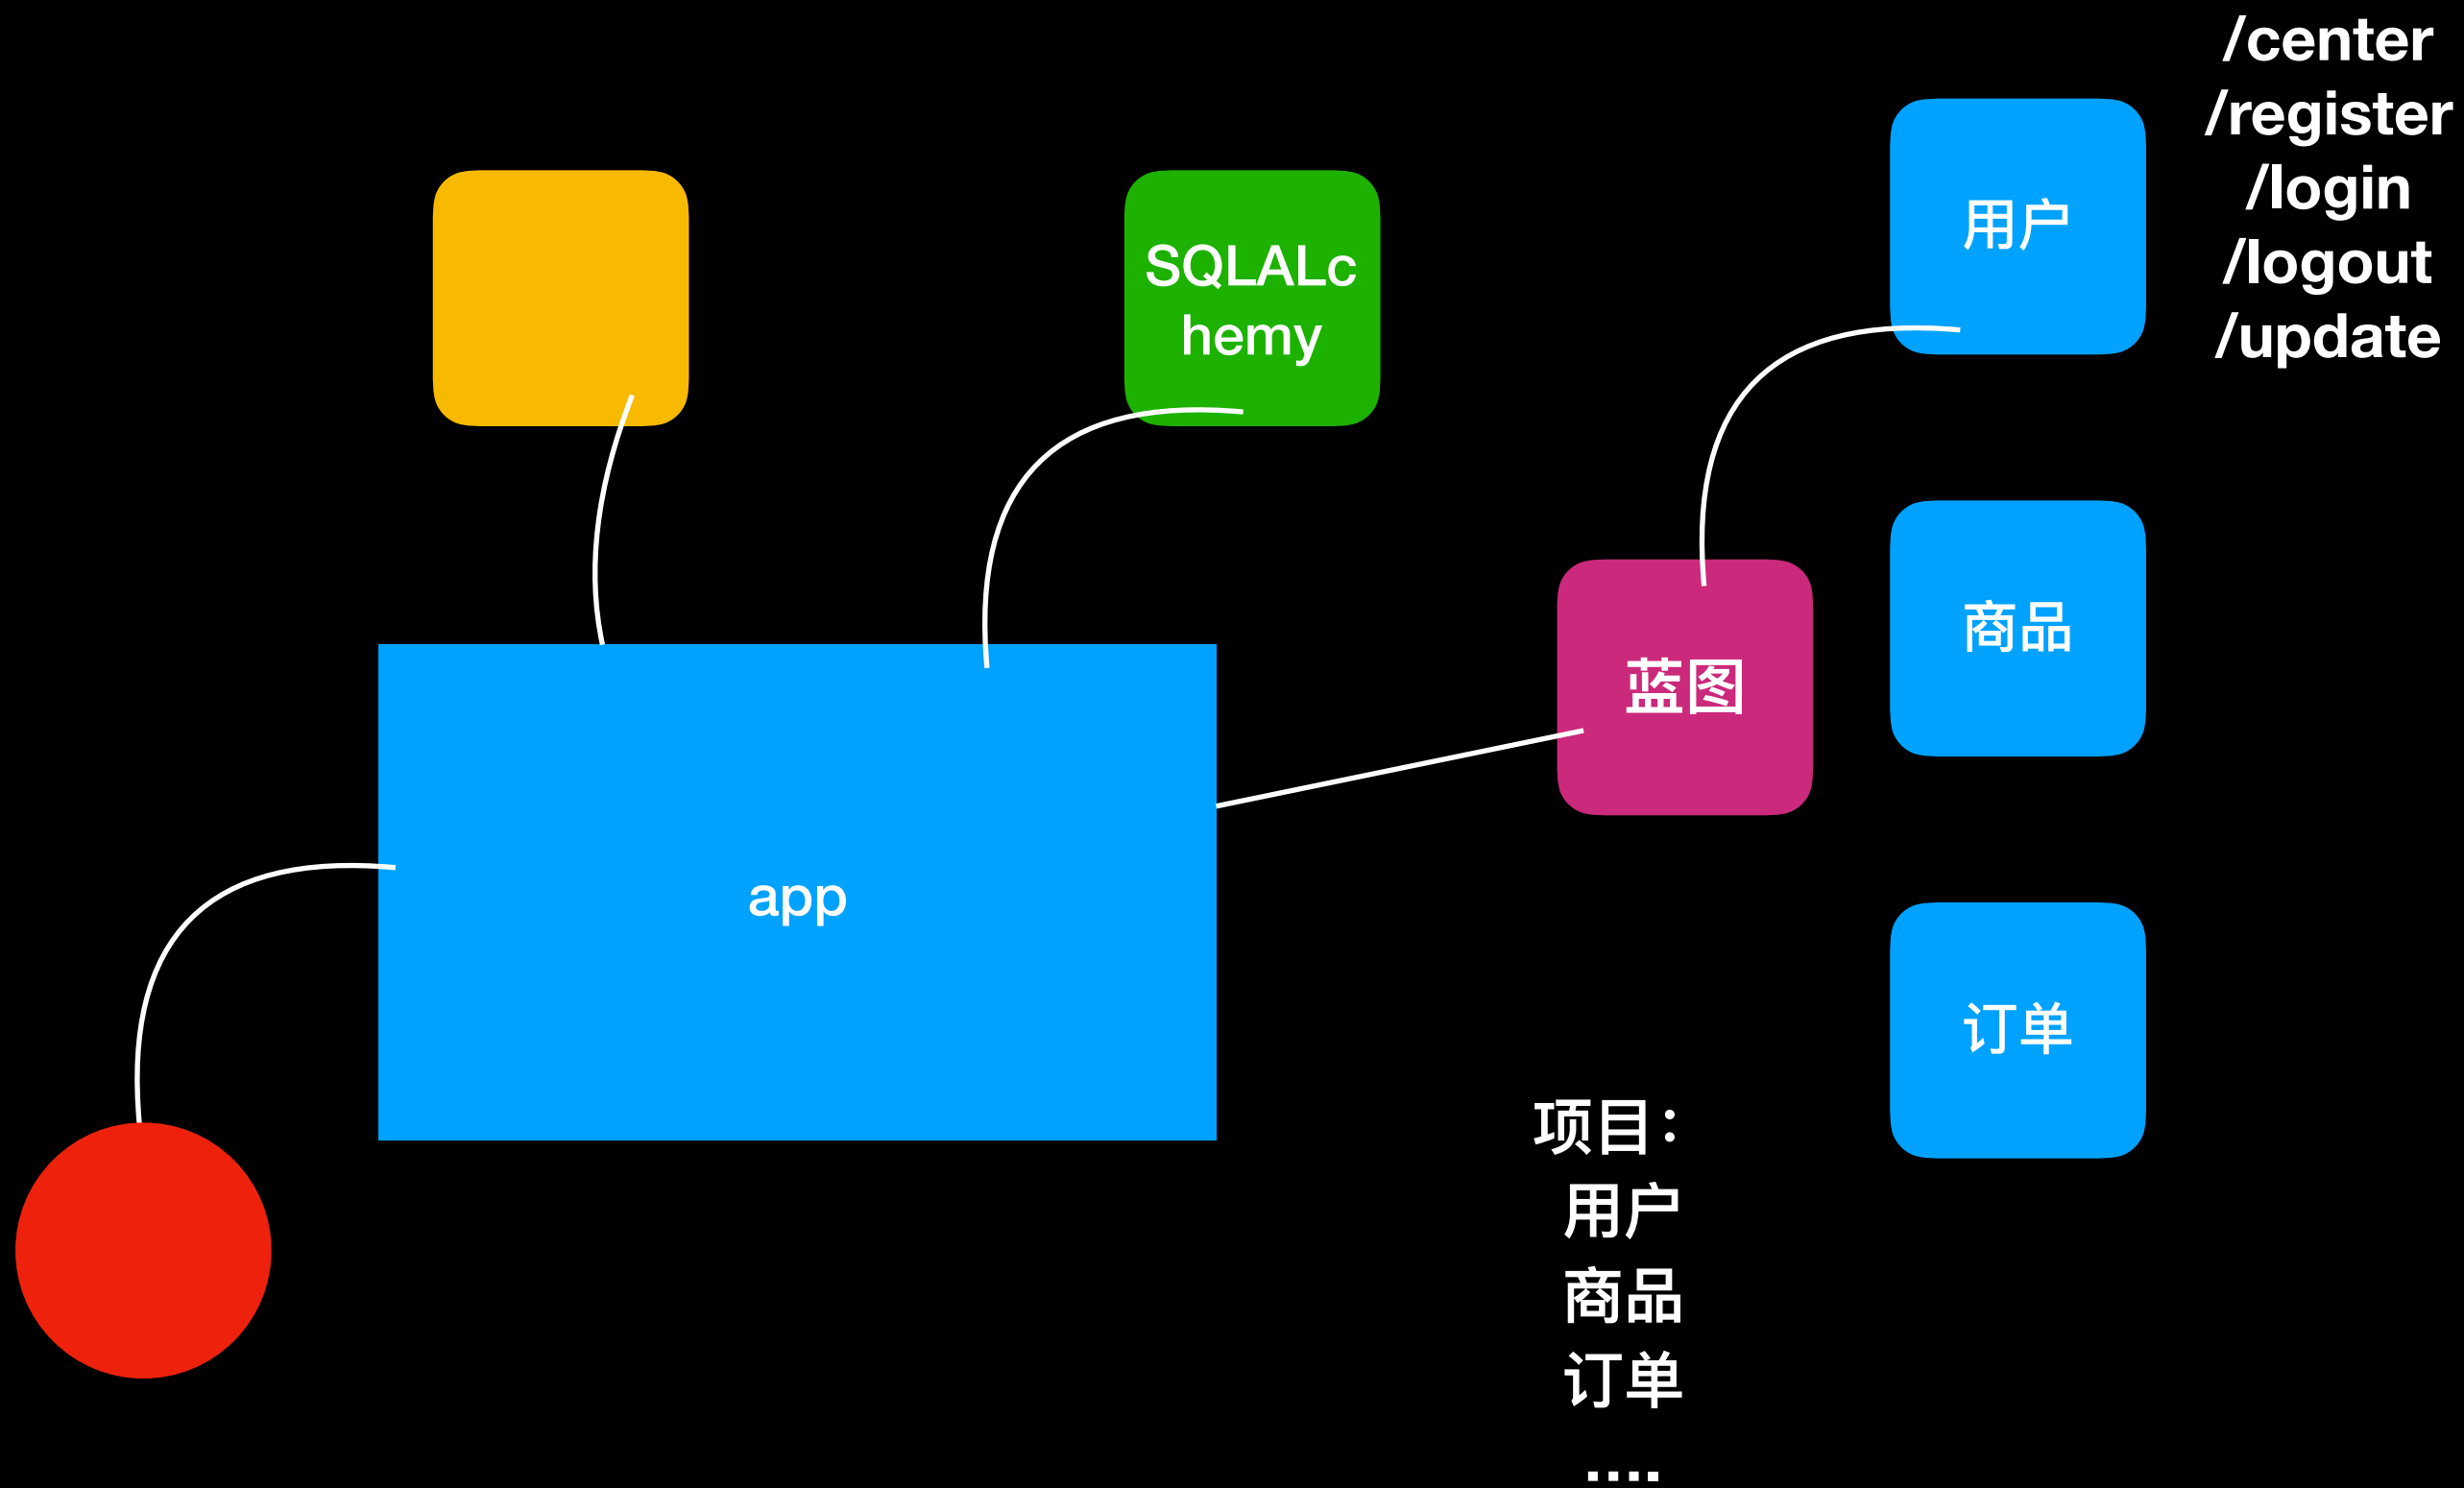 /center
/register
/login
/logout
/update
用户
SQLALc
hemy
商品
蓝图
app
订单
项目：
用户
商品
订单
....